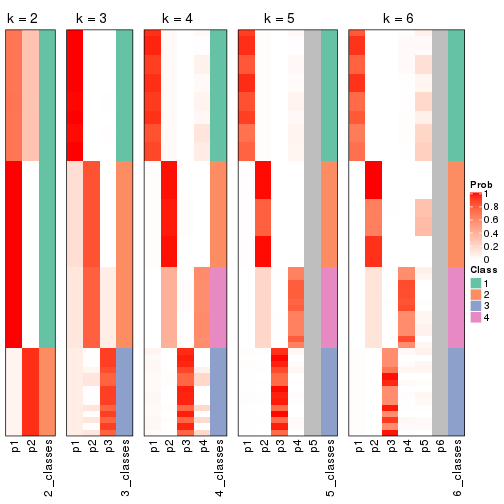 k = 2 k = 3 k = 4 k = 5 k = 6
Prob
1
0.8
0.6
0.4
0.2
0
Class
1
2
3
4
p1 p2 2_classes p1 p2 p3 3_classes p1 p2 p3 p4 4_classes p1 p2 p3 p4 p5 5_classes p1 p2 p3 p4 p5 p6 6_classes